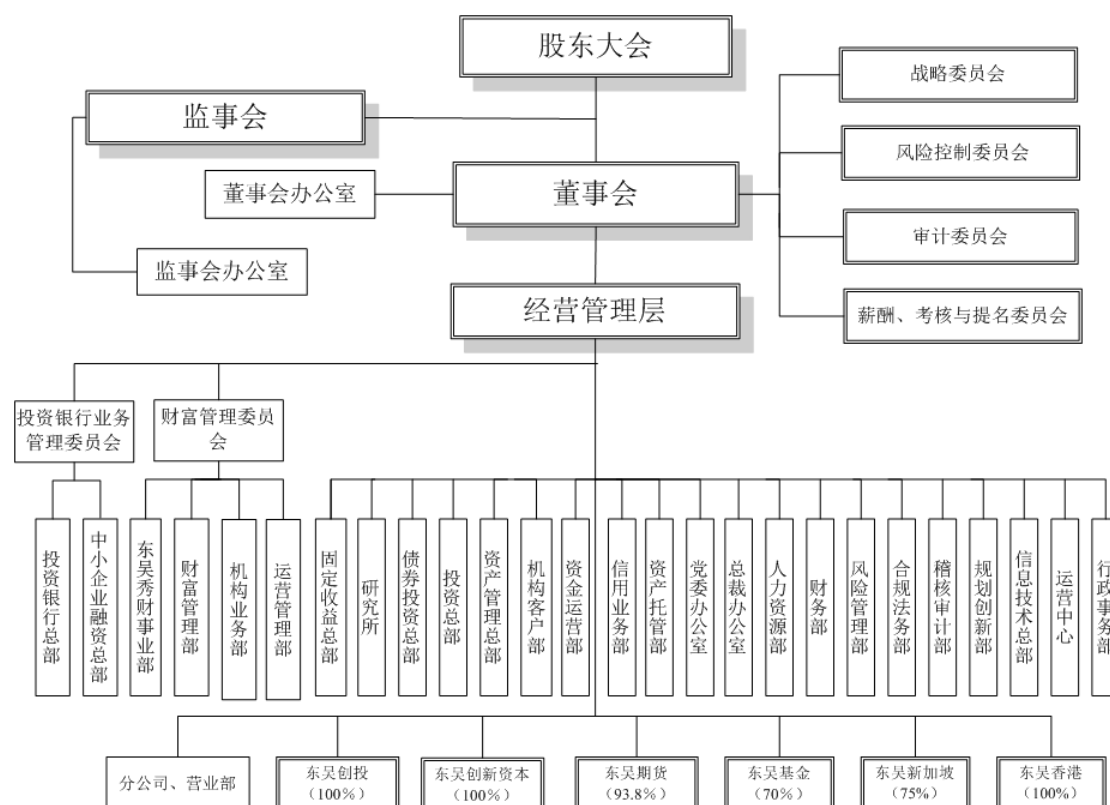 股东大会
战略委员会
监事会
风险控制委员会
董事会办公室
董事会
审计委员会
监事会办公室
经营管理层
薪酬、考核与提名委员会
投资银行业务
管理委员会
财富管理委员
会
投资银行总部
中小企业融资总部
东吴秀财事业部
财富管理部
机构业务部
运营管理部
固定收益总部
研究所
债券投资总部
投资总部
资产管理总部
机构客户部
资金运营部
信用业务部
资产托管部
党委办公室
总裁办公室
人力资源部
财务部
风险管理部
合规法务部
稽核审计部
规划创新部
信息技术总部
运营中心
行政事务部
分公司、营业部
东吴创投
（100%）
东吴创新资本
（100%）
东吴期货
（93.8%）
东吴基金
（70%）
东吴新加坡
（75%）
东吴香港
（100%）